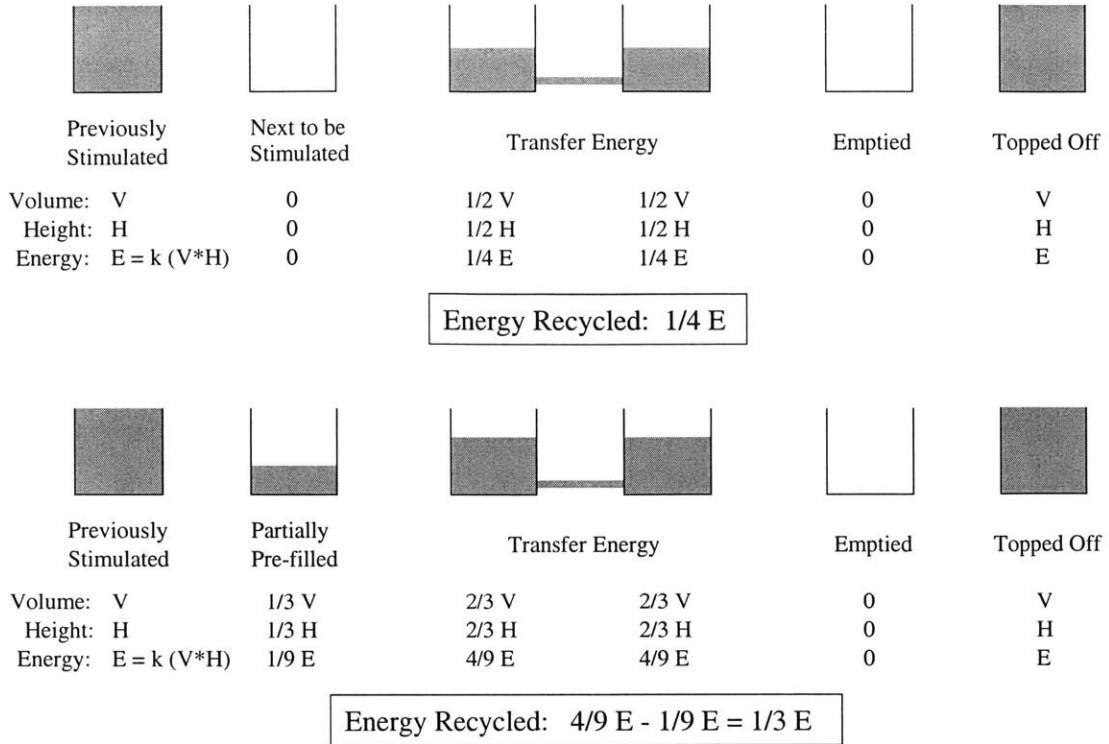 Previously Next to be
Stimulated Stimulated Transfer Energy Emptied Topped Off
Volume: V 0 1/2 V 1/2 V 0 V
Height: H 0 1/2 H 1/2 H 0 H
Energy: E = k (V*H) 0 1/4 E 1/4 E 0 E
Energy Recycled: 1/4 E
Previously Partially
Stimulated Pre-filled Transfer Energy Emptied Topped Off
Volume: V 1/3 V 2/3 V 2/3 V 0 V
Height: H 1/3 H 2/3 H 2/3 H 0 H
Energy: E = k (V*H) 1/9 E 4/9 E 4/9 E 0 E
Energy Recycled: 4/9 E - 1/9 E = 1/3 E